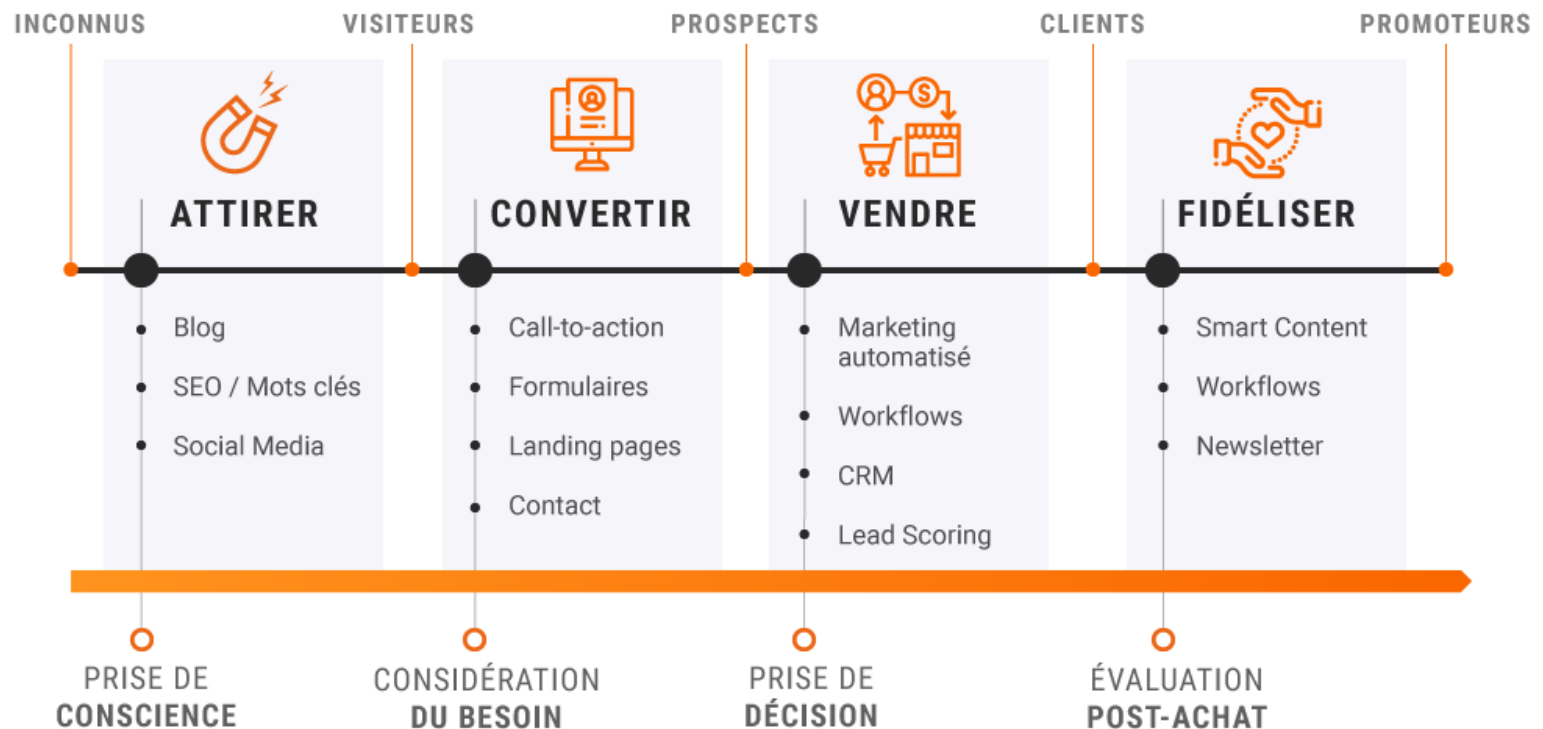 INCONNUS
VISITEURS
PROSPECTS
CLIENTS
PROMOTEURS
$
ATTIRER
CONVERTIR
VENDRE
FIDÉLISER
Blog
SEO / Mots clés
Social Media
Call-to-action
Formulaires
Landing pages
Contact
Marketing
automatisé
Workflows
CRM
Lead Scoring
Smart Content
Workflows
Newsletter
PRISE DE
CONSCIENCE
CONSIDÉRATION
DU BESOIN
PRISE DE
DÉCISION
ÉVALUATION
POST-ACHAT